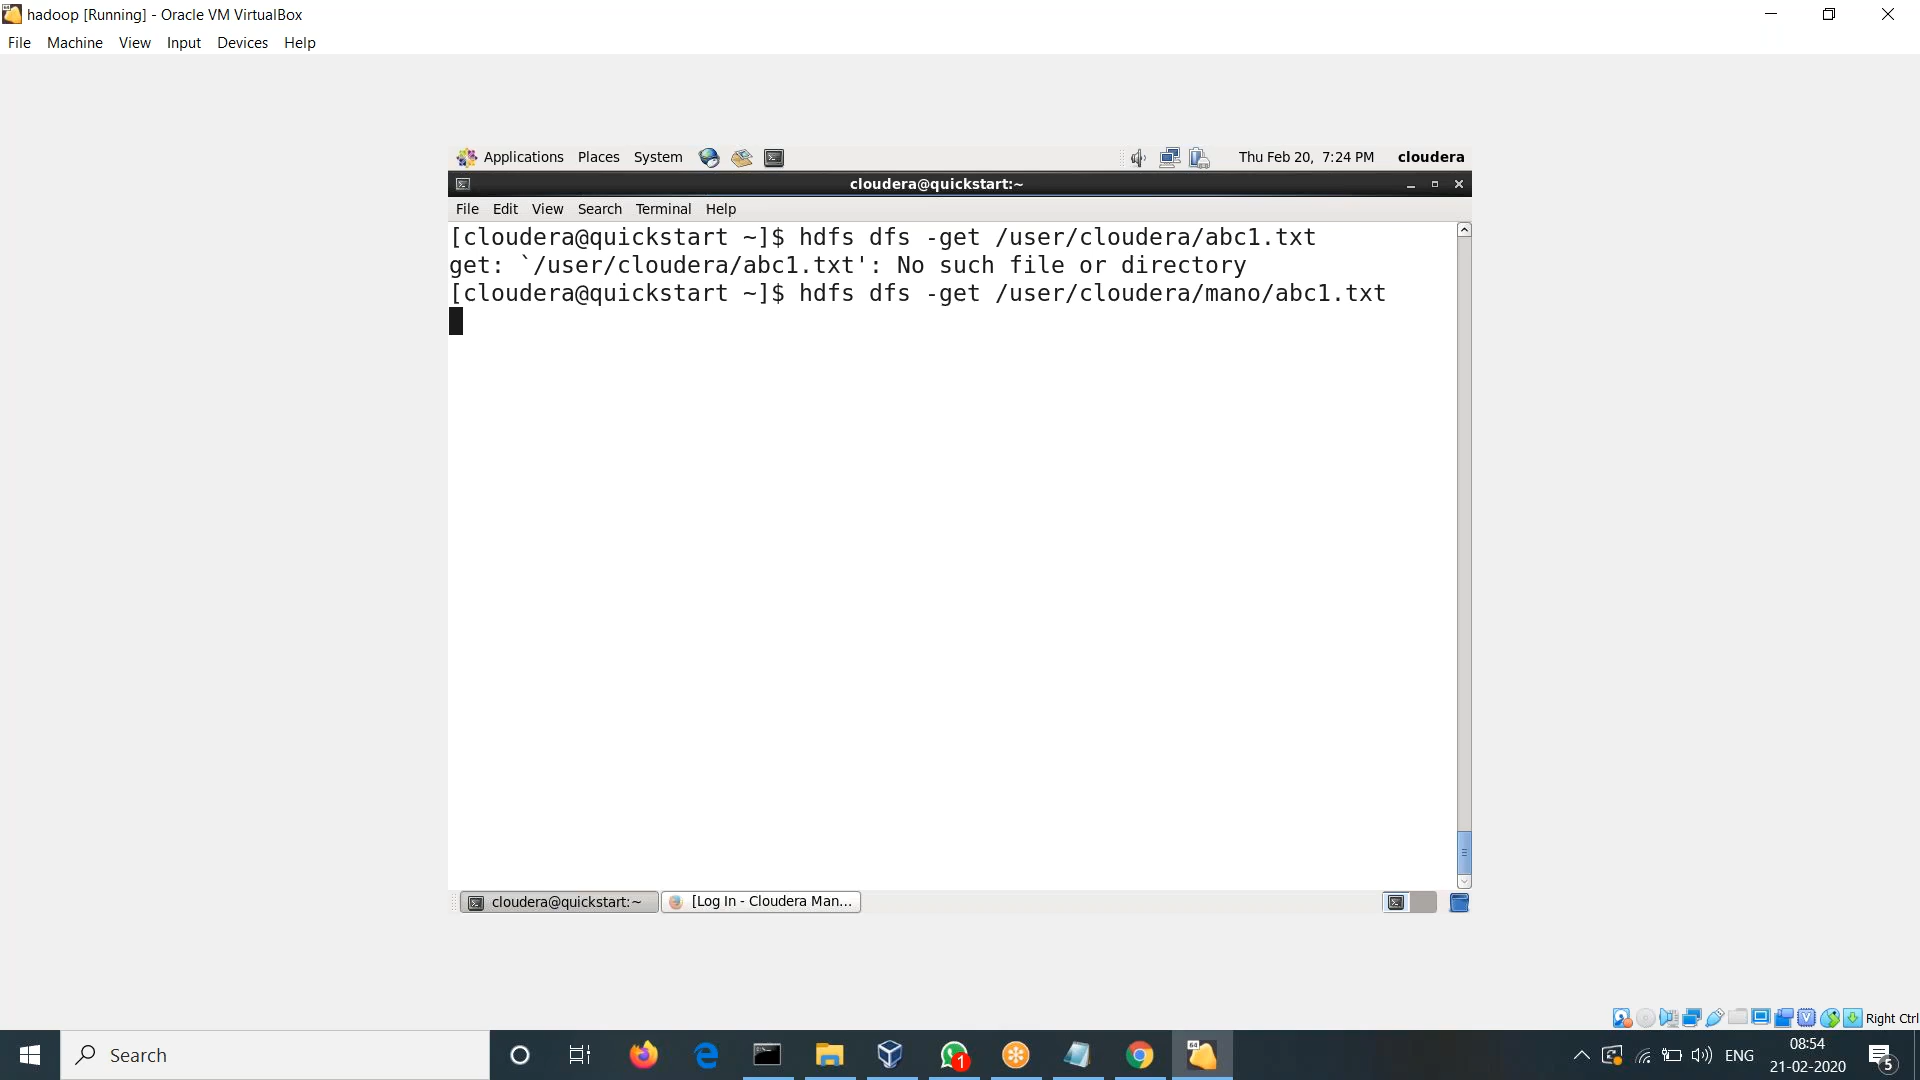 hadoop [Running] - Oracle VM VirtualBox
File Machine View Input Devices Help
Applications Places System Thu Feb 20, 7:24 PM cloudera
cloudera@quickstart:~
File Edit View Search Terminal Help
[cloudera@quickstart ~]$ hdfs dfs -get /user/cloudera/abc1.txt
get: `/user/cloudera/abc1.txt': No such file or directory
[cloudera@quickstart ~]$ hdfs dfs -get /user/cloudera/mano/abc1.txt
cloudera@quickstart:~ [Log In - Cloudera Man...
Right Ctrl
Search 1 64 ENG 08:54 5
21-02-2020